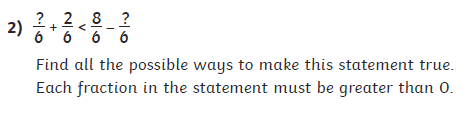 2) ?/6 + 2/6 < 8/6 - ?/6
Find all the possible ways to make this statement true.
Each fraction in the statement must be greater than 0.